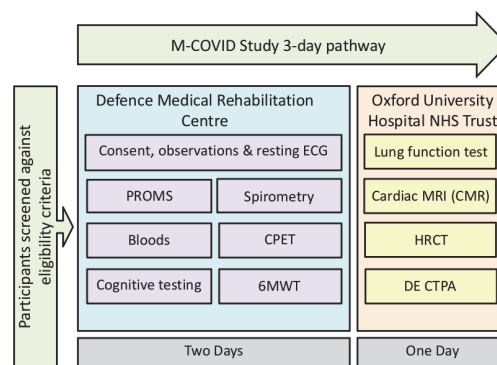 M-COVID Study 3-day pathway
Participants screened against
eligibility criteria
Defence Medical Rehabilitation
Centre
Consent, observations & resting ECG
PROMS
Spirometry
Bloods
CPET
Cognitive testing
6MWT
Two Days
Oxford University
Hospital NHS Trust
Lung function test
Cardiac MRI (CMR)
HRCT
DE CTPA
One Day